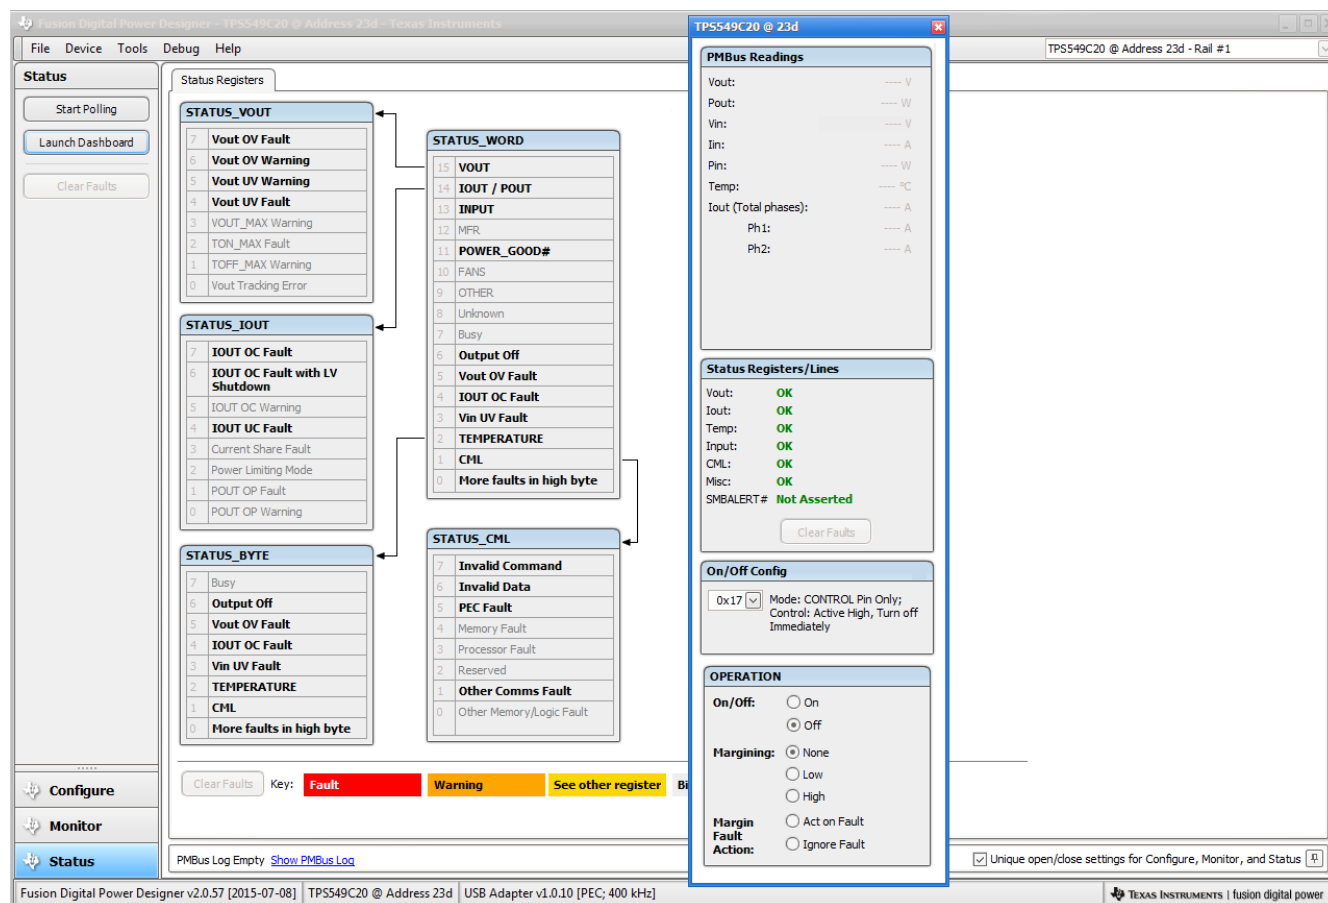 Fusion Digital Power Designer - TPS549C20 @ Address 23d - Texas Instruments
File Device Tools Debug Help
TPS549C20 @ Address 23d - Rail #1
Status
Start Polling
Launch Dashboard
Clear Faults
Status Registers
STATUS_VOUT
7 Vout OV Fault
6 Vout OV Warning
5 Vout UV Warning
4 Vout UV Fault
3 VOUT_MAX Warning
2 TON_MAX Fault
1 TOFF_MAX Warning
0 Vout Tracking Error
STATUS_IOUT
7 IOUT OC Fault
6 IOUT OC Fault with LV
Shutdown
5 IOUT OC Warning
4 IOUT UC Fault
3 Current Share Fault
2 Power Limiting Mode
1 POUT OP Fault
0 POUT OP Warning
STATUS_BYTE
7 Busy
6 Output Off
5 Vout OV Fault
4 IOUT OC Fault
3 Vin UV Fault
2 TEMPERATURE
1 CML
0 More faults in high byte
STATUS_WORD
15 VOUT
14 IOUT / POUT
13 INPUT
12 MFR
11 POWER_GOOD#
10 FANS
9 OTHER
8 Unknown
7 Busy
6 Output Off
5 Vout OV Fault
4 IOUT OC Fault
3 Vin UV Fault
2 TEMPERATURE
1 CML
0 More faults in high byte
STATUS_CML
7 Invalid Command
6 Invalid Data
5 PEC Fault
4 Memory Fault
3 Processor Fault
2 Reserved
1 Other Comms Fault
0 Other Memory/Logic Fault
Clear Faults Key: Fault Warning See other register Bi
TPS549C20 @ 23d
PMBus Readings
Vout: ---- V
Pout: ---- W
Vin: ---- V
Iin: ---- A
Pin: ---- W
Temp: ---- °C
Iout (Total phases): ---- A
Ph1: ---- A
Ph2: ---- A
Status Registers/Lines
Vout: OK
Iout: OK
Temp: OK
Input: OK
CML: OK
Misc: OK
SMBALERT# Not Asserted
Clear Faults
On/Off Config
0x17 Mode: CONTROL Pin Only;
Control: Active High, Turn off
Immediately
OPERATION
On/Off: On
Off
Margining: None
Low
High
Margin Act on Fault
Fault
Action: Ignore Fault
Configure
Monitor
Status
PMBus Log Empty Show PMBus Log
Unique open/close settings for Configure, Monitor, and Status
Fusion Digital Power Designer v2.0.57 [2015-07-08] TPS549C20 @ Address 23d USB Adapter v1.0.10 [PEC; 400 kHz]
TEXAS INSTRUMENTS | fusion digital power